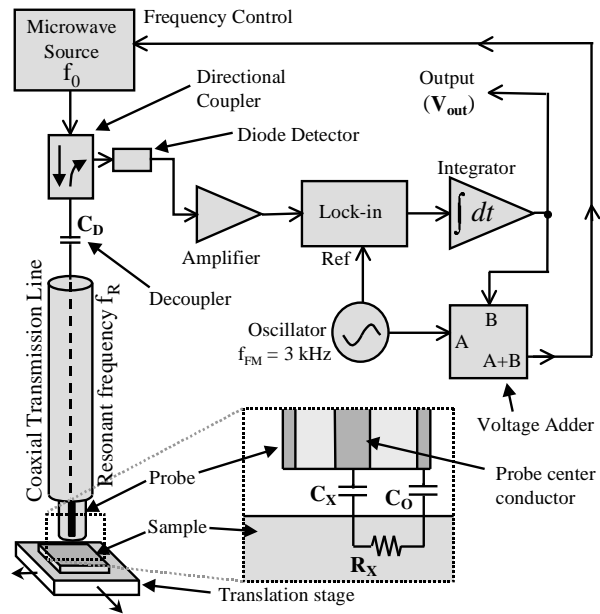 Frequency Control
Microwave
Source
f0
Directional
Coupler
Diode Detector
Output
(Vout)
Integrator
∫ dt
Lock-in
Amplifier
Ref
CD
Decoupler
Oscillator
fFM = 3 kHz
B
A
A+B
Voltage Adder
Coaxial Transmission Line
Resonant frequency fR
Probe
Sample
CX
CO
RX
Probe center
conductor
Translation stage